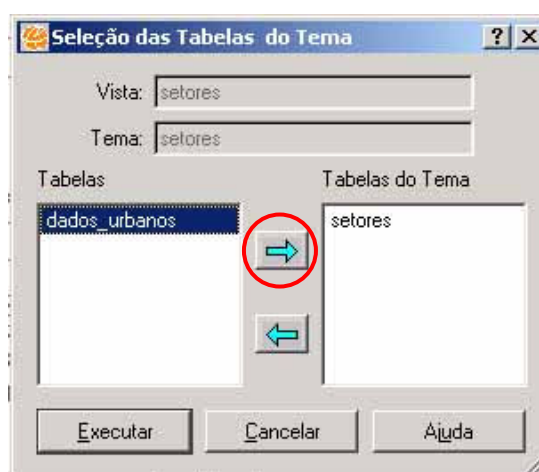 Seleção das Tabelas do Tema
Vista: setores
Tema: setores
Tabelas
Tabelas do Tema
dados_urbanos
setores
Executar
Cancelar
Ajuda